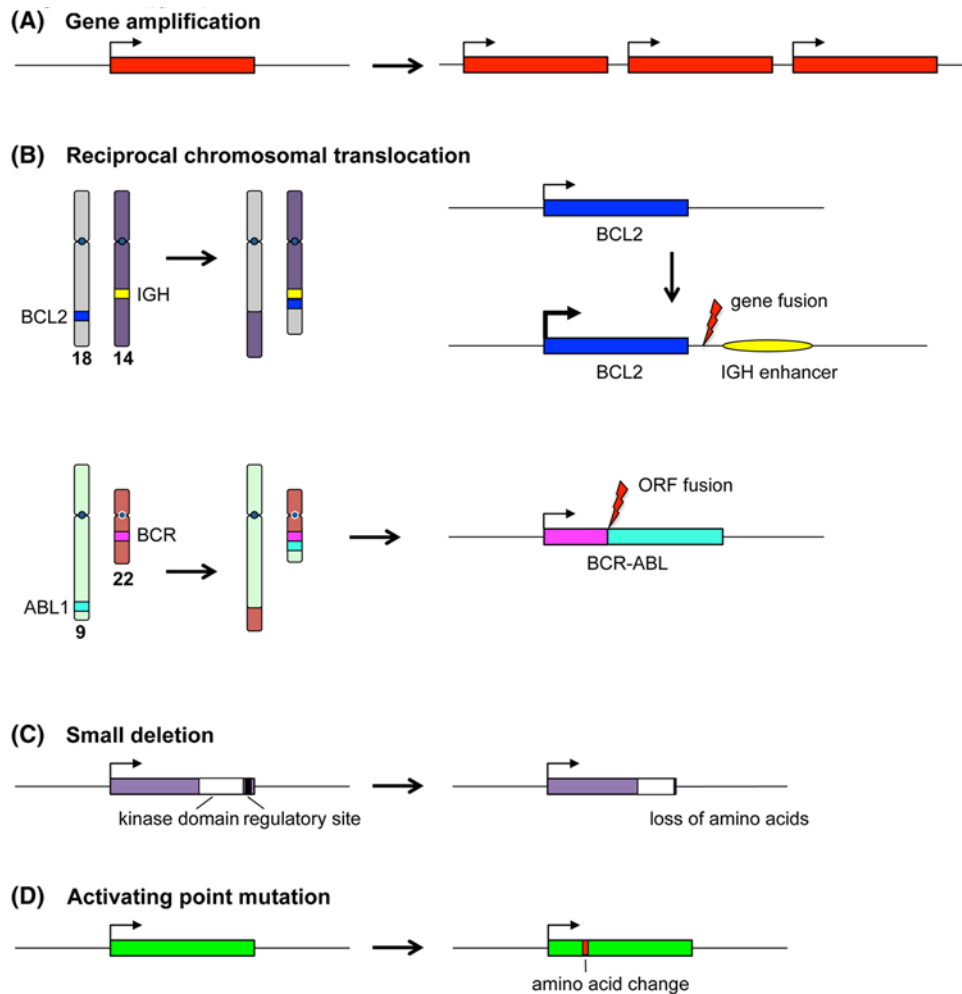 (A) Gene amplification
(B) Reciprocal chromosomal translocation
BCL2
IGH
BCL2
18 14
gene fusion
BCL2 IGH enhancer
ORF fusion
BCR
22
BCR-ABL
ABL1
9
(C) Small deletion
kinase domain regulatory site
loss of amino acids
(D) Activating point mutation
amino acid change